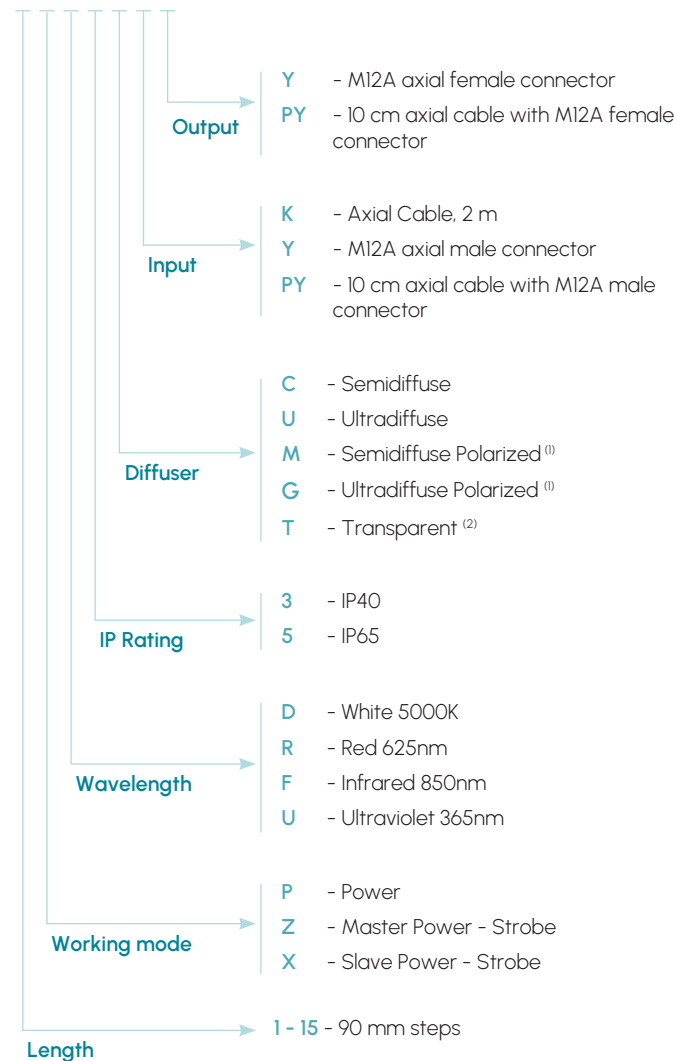 Y - M12A axial female connector
PY - 10 cm axial cable with M12A female
connector
Output
K - Axial Cable, 2 m
Y - M12A axial male connector
Input
PY - 10 cm axial cable with M12A male
connector
C - Semidiffuse
U - Ultradiffuse
M - Semidiffuse Polarized (1)
Diffuser
G - Ultradiffuse Polarized (1)
T - Transparent (2)
3 - IP40
5 - IP65
IP Rating
D - White 5000K
R - Red 625nm
F - Infrared 850nm
Wavelength
U - Ultraviolet 365nm
P - Power
Z - Master Power - Strobe
Working mode
X - Slave Power - Strobe
1 - 15 - 90 mm steps
Length